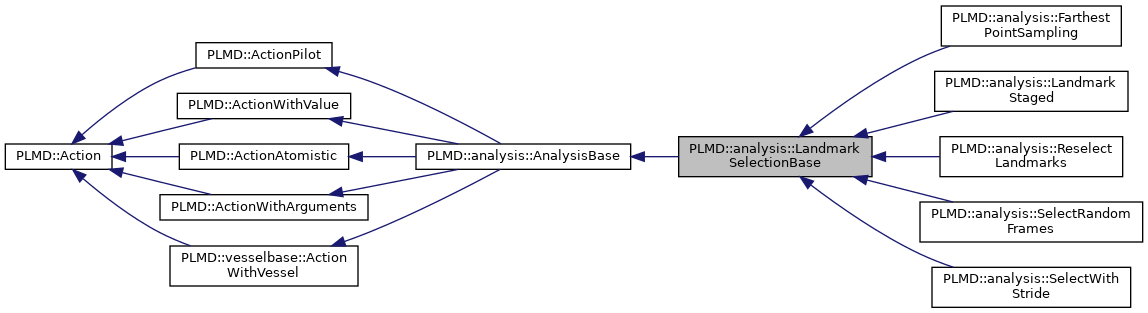 PLMD::Action
PLMD::ActionPilot
PLMD::ActionWithValue
PLMD::ActionAtomistic
PLMD::ActionWithArguments
PLMD::vesselbase::Action
WithVessel
PLMD::analysis::AnalysisBase
PLMD::analysis::Landmark
SelectionBase
PLMD::analysis::Farthest
PointSampling
PLMD::analysis::Landmark
Staged
PLMD::analysis::Reselect
Landmarks
PLMD::analysis::SelectRandom
Frames
PLMD::analysis::SelectWith
Stride